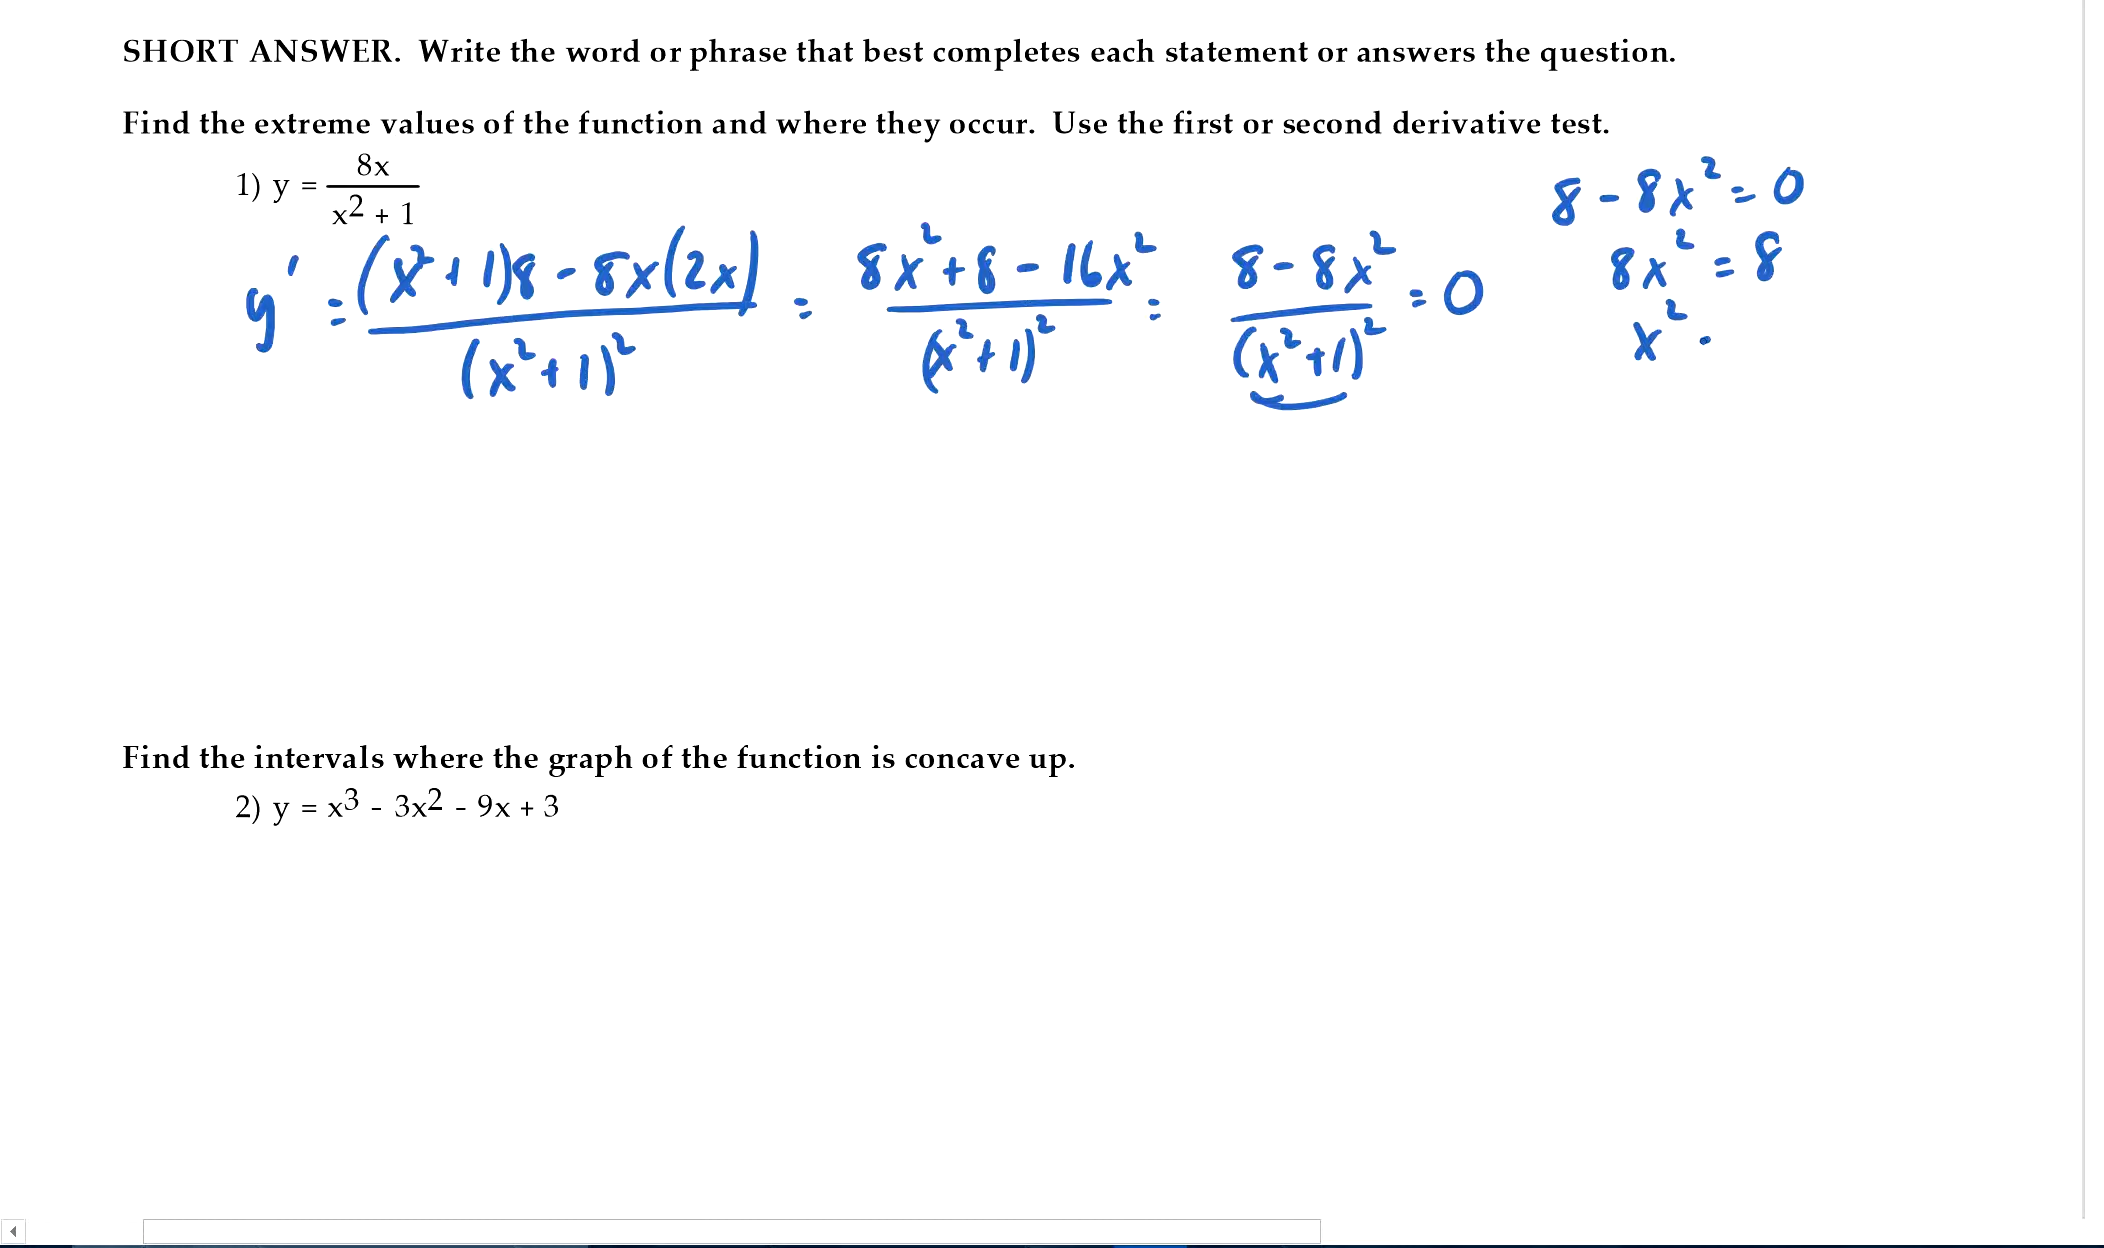 SHORT ANSWER. Write the word or phrase that best completes each statement or answers the question.
Find the extreme values of the function and where they occur. Use the first or second derivative test.
1) y = 8x / x² + 1
y' = (x²+1)8 - 8x(2x) / (x²+1)² = 8x²+8-16x² / (x²+1)² = 8-8x² / (x²+1)² = 0
8-8x²=0
8x²=8
x²
Find the intervals where the graph of the function is concave up.
2) y = x³ - 3x² - 9x + 3